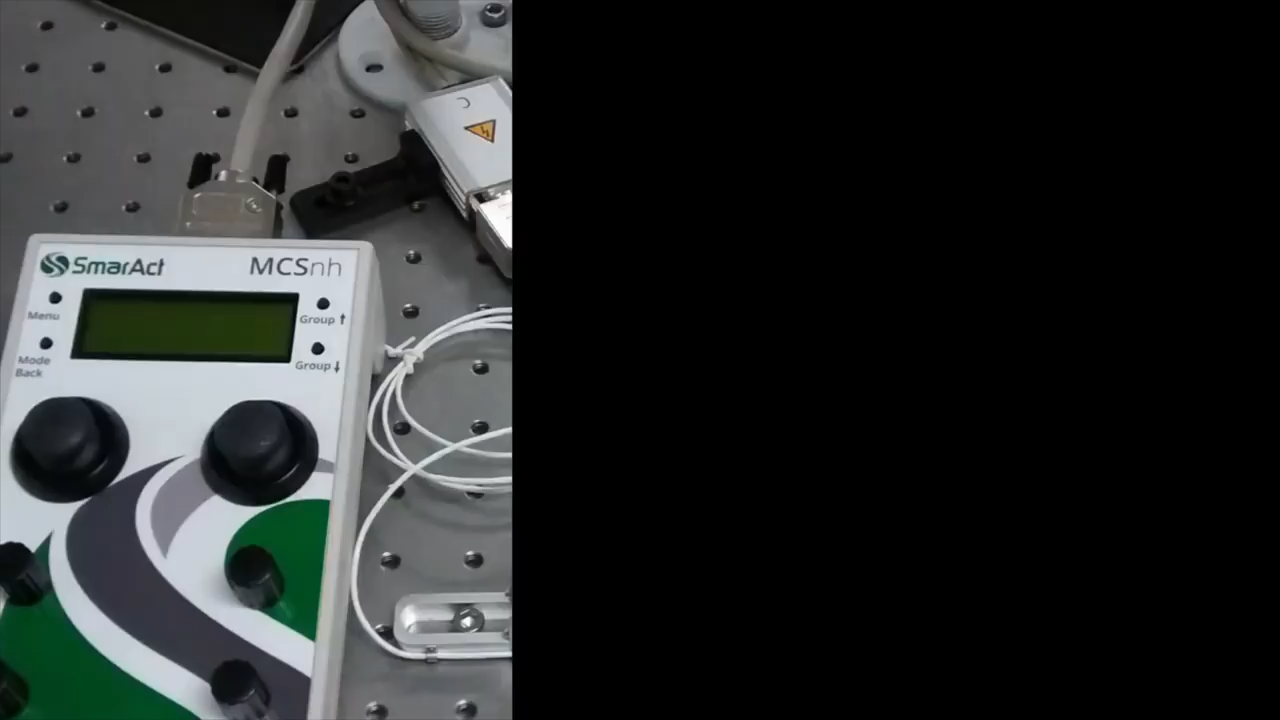 SmarAct MCSnh
Menu
Group ↑
Mode
Back
Group ↓